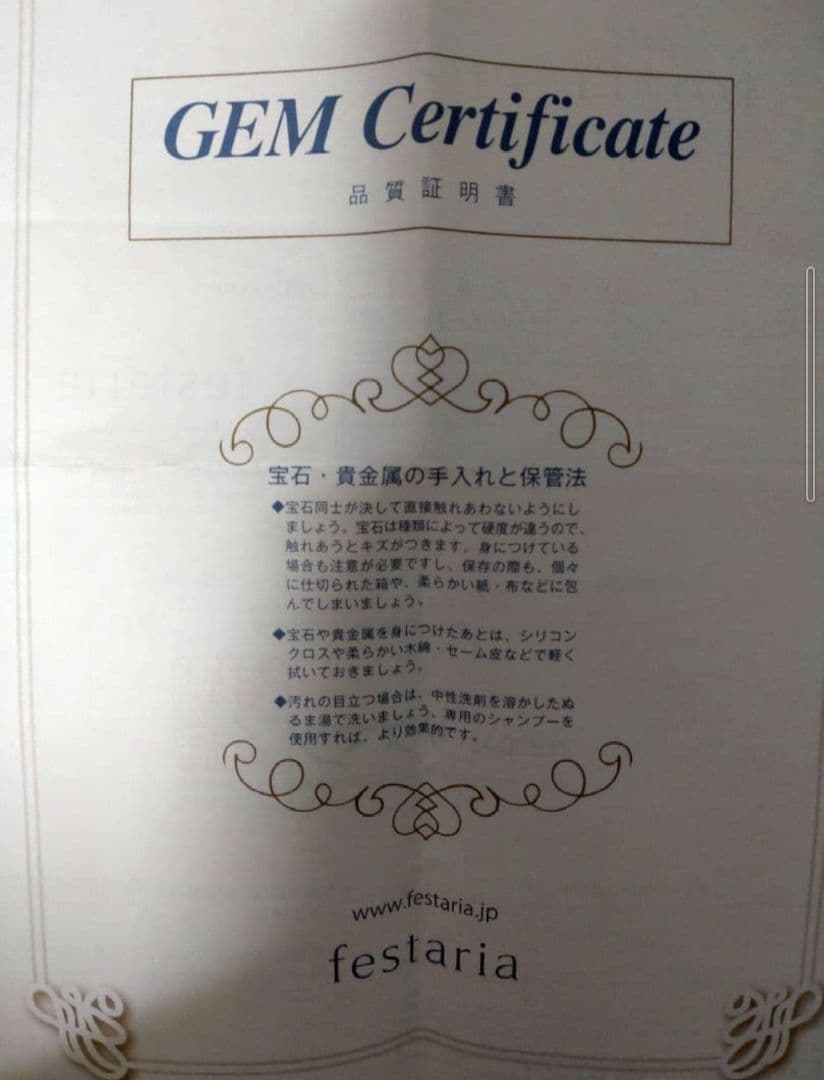 GEM Certificate
品質証明書
宝石・貴金属の手入れと保管法
◆宝石同士が決して直接触れあわないようにし
ましょう。宝石は種類によって硬度が違うので、
触れあうとキズがつきます。身につけている
場合も注意が必要ですし、保存の際も、個々
に仕切られた箱や、柔らかい紙・布などに包
んでしまいましょう。
◆宝石や貴金属を身につけたあとは、シリコン
クロスや柔らかい木綿・セーム皮などで軽く
拭いておきましょう。
◆汚れの目立つ場合は、中性洗剤を溶かしたぬ
るま湯で洗いましょう。専用のシャンプーを
使用すれば、より効果的です。
www.festaria.jp
festaria